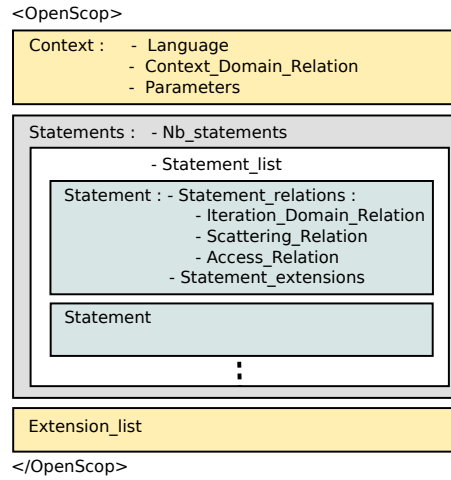 <OpenScop>
Context : - Language
- Context_Domain_Relation
- Parameters
Statements : - Nb_statements
- Statement_list
Statement : - Statement_relations :
- Iteration_Domain_Relation
- Scattering_Relation
- Access_Relation
- Statement_extensions
Statement
⋮
Extension_list
</OpenScop>